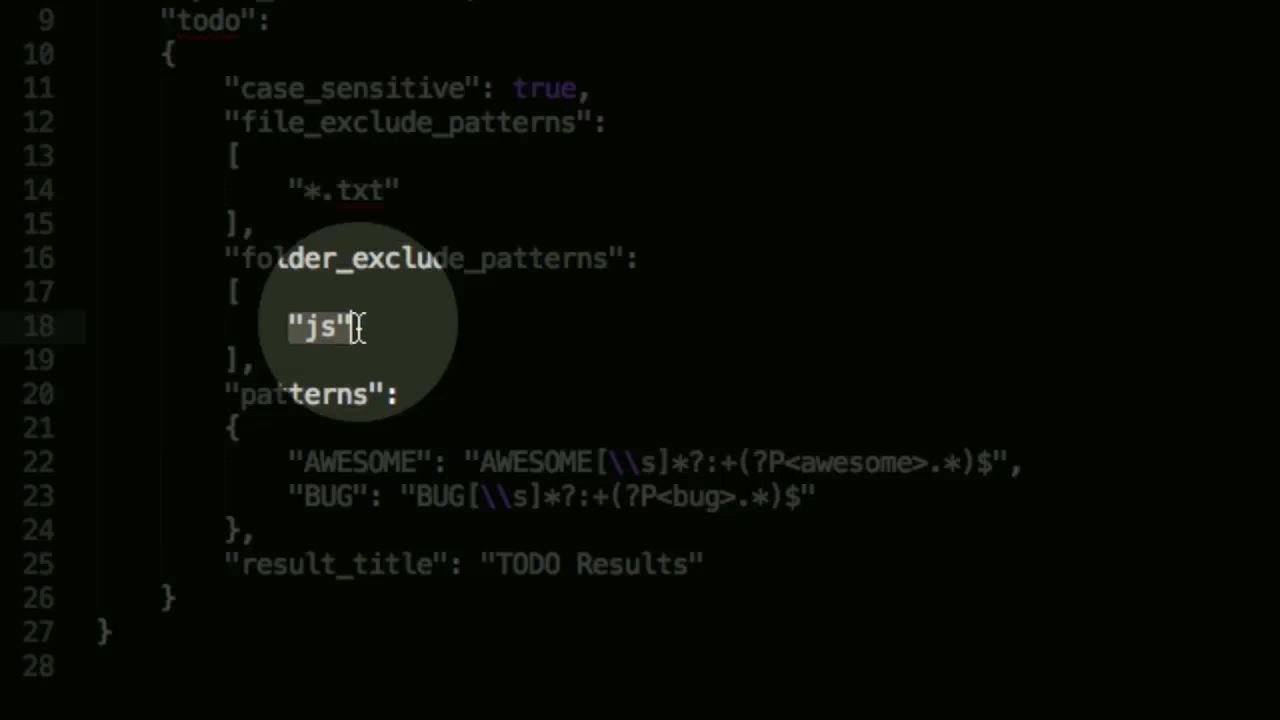 9 "todo":
10 {
11 "case_sensitive": true,
12 "file_exclude_patterns":
13 [
14 "*.txt"
15 ],
16 "folder_exclude_patterns":
17 [
18 "js"
19 ],
20 "patterns":
21 {
22 "AWESOME": "AWESOME[\\s]*?:+(?P<awesome>.*)$",
23 "BUG": "BUG[\\s]*?:+(?P<bug>.*)$"
24 },
25 "result_title": "TODO Results"
26 }
27 }
28